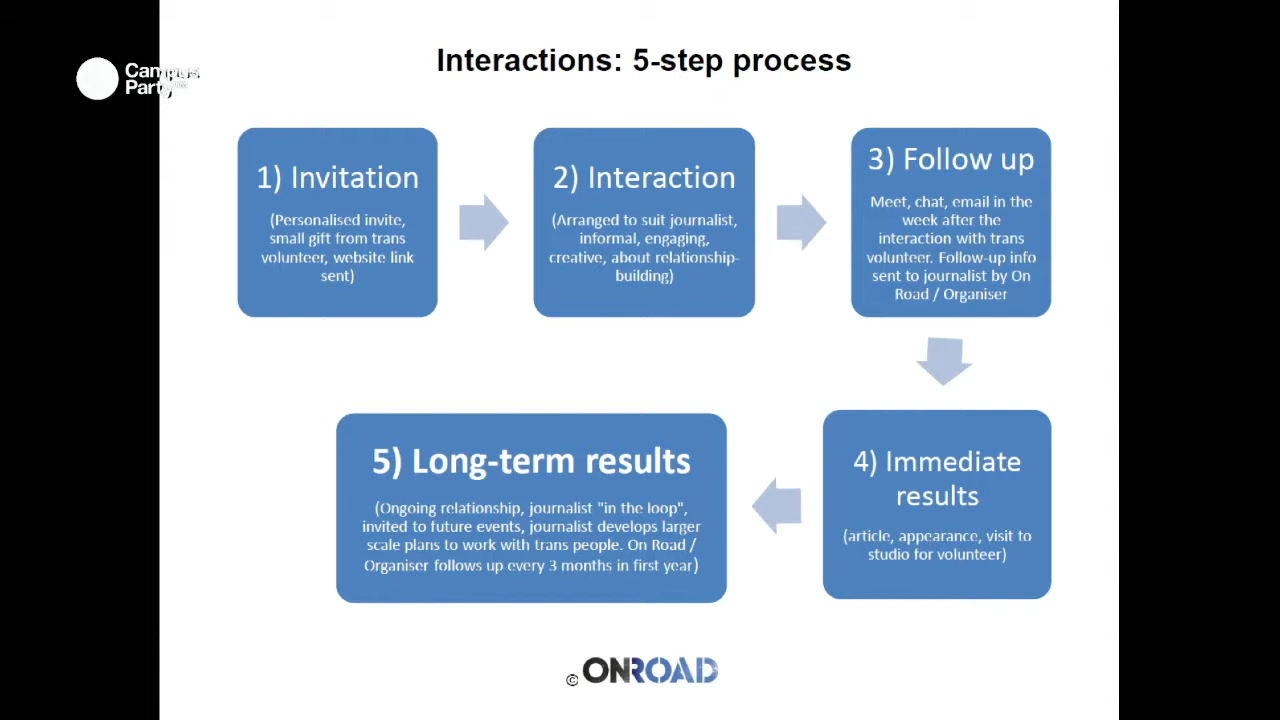 Interactions: 5-step process
Campus
Party
1) Invitation
(Personalised invite,
small gift from trans
volunteer, website link
sent)
2) Interaction
(Arranged to suit journalist,
informal, engaging,
creative, about relationship-
building)
3) Follow up
Meet, chat, email in the
week after the
interaction with trans
volunteer. Follow-up info
sent to journalist by On
Road / Organiser
4) Immediate
results
(article, appearance, visit to
studio for volunteer)
5) Long-term results
(Ongoing relationship, journalist "in the loop",
invited to future events, journalist develops larger
scale plans to work with trans people. On Road /
Organiser follows up every 3 months in first year)
© ONROAD